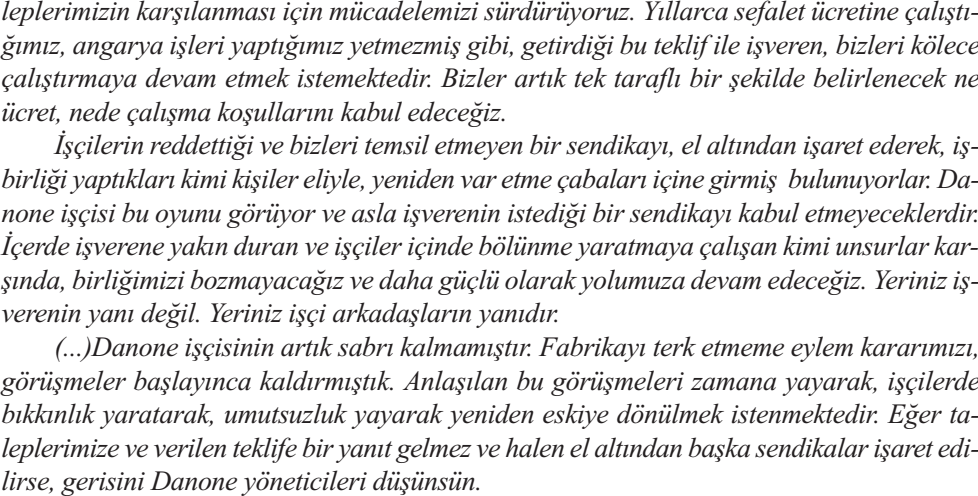 leplerimizin karşılanması için mücadelemizi sürdürüyoruz. Yıllarca sefalet ücretine çalıştı-
ğımız, angarya işleri yaptığımız yetmezmiş gibi, getirdiği bu teklif ile işveren, bizleri kölece
çalıştırmaya devam etmek istemektedir. Bizler artık tek taraflı bir şekilde belirlenecek ne
ücret, nede çalışma koşullarını kabul edeceğiz.
İşçilerin reddettiği ve bizleri temsil etmeyen bir sendikayı, el altından işaret ederek, iş-
birliği yaptıkları kimi kişiler eliyle, yeniden var etme çabaları içine girmiş bulunuyorlar. Da-
none işçisi bu oyunu görüyor ve asla işverenin istediği bir sendikayı kabul etmeyeceklerdir.
İçerde işverene yakın duran ve işçiler içinde bölünme yaratmaya çalışan kimi unsurlar kar-
şında, birliğimizi bozmayacağız ve daha güçlü olarak yolumuza devam edeceğiz. Yeriniz iş-
verenin yanı değil. Yeriniz işçi arkadaşların yanıdır.
(...)Danone işçisinin artık sabrı kalmamıştır. Fabrikayı terk etmeme eylem kararımızı,
görüşmeler başlayınca kaldırmıştık. Anlaşılan bu görüşmeleri zamana yayarak, işçilerde
bıkkınlık yaratarak, umutsuzluk yayarak yeniden eskiye dönülmek istenmektedir. Eğer ta-
leplerimize ve verilen teklife bir yanıt gelmez ve halen el altından başka sendikalar işaret edi-
lirse, gerisini Danone yöneticileri düşünsün.